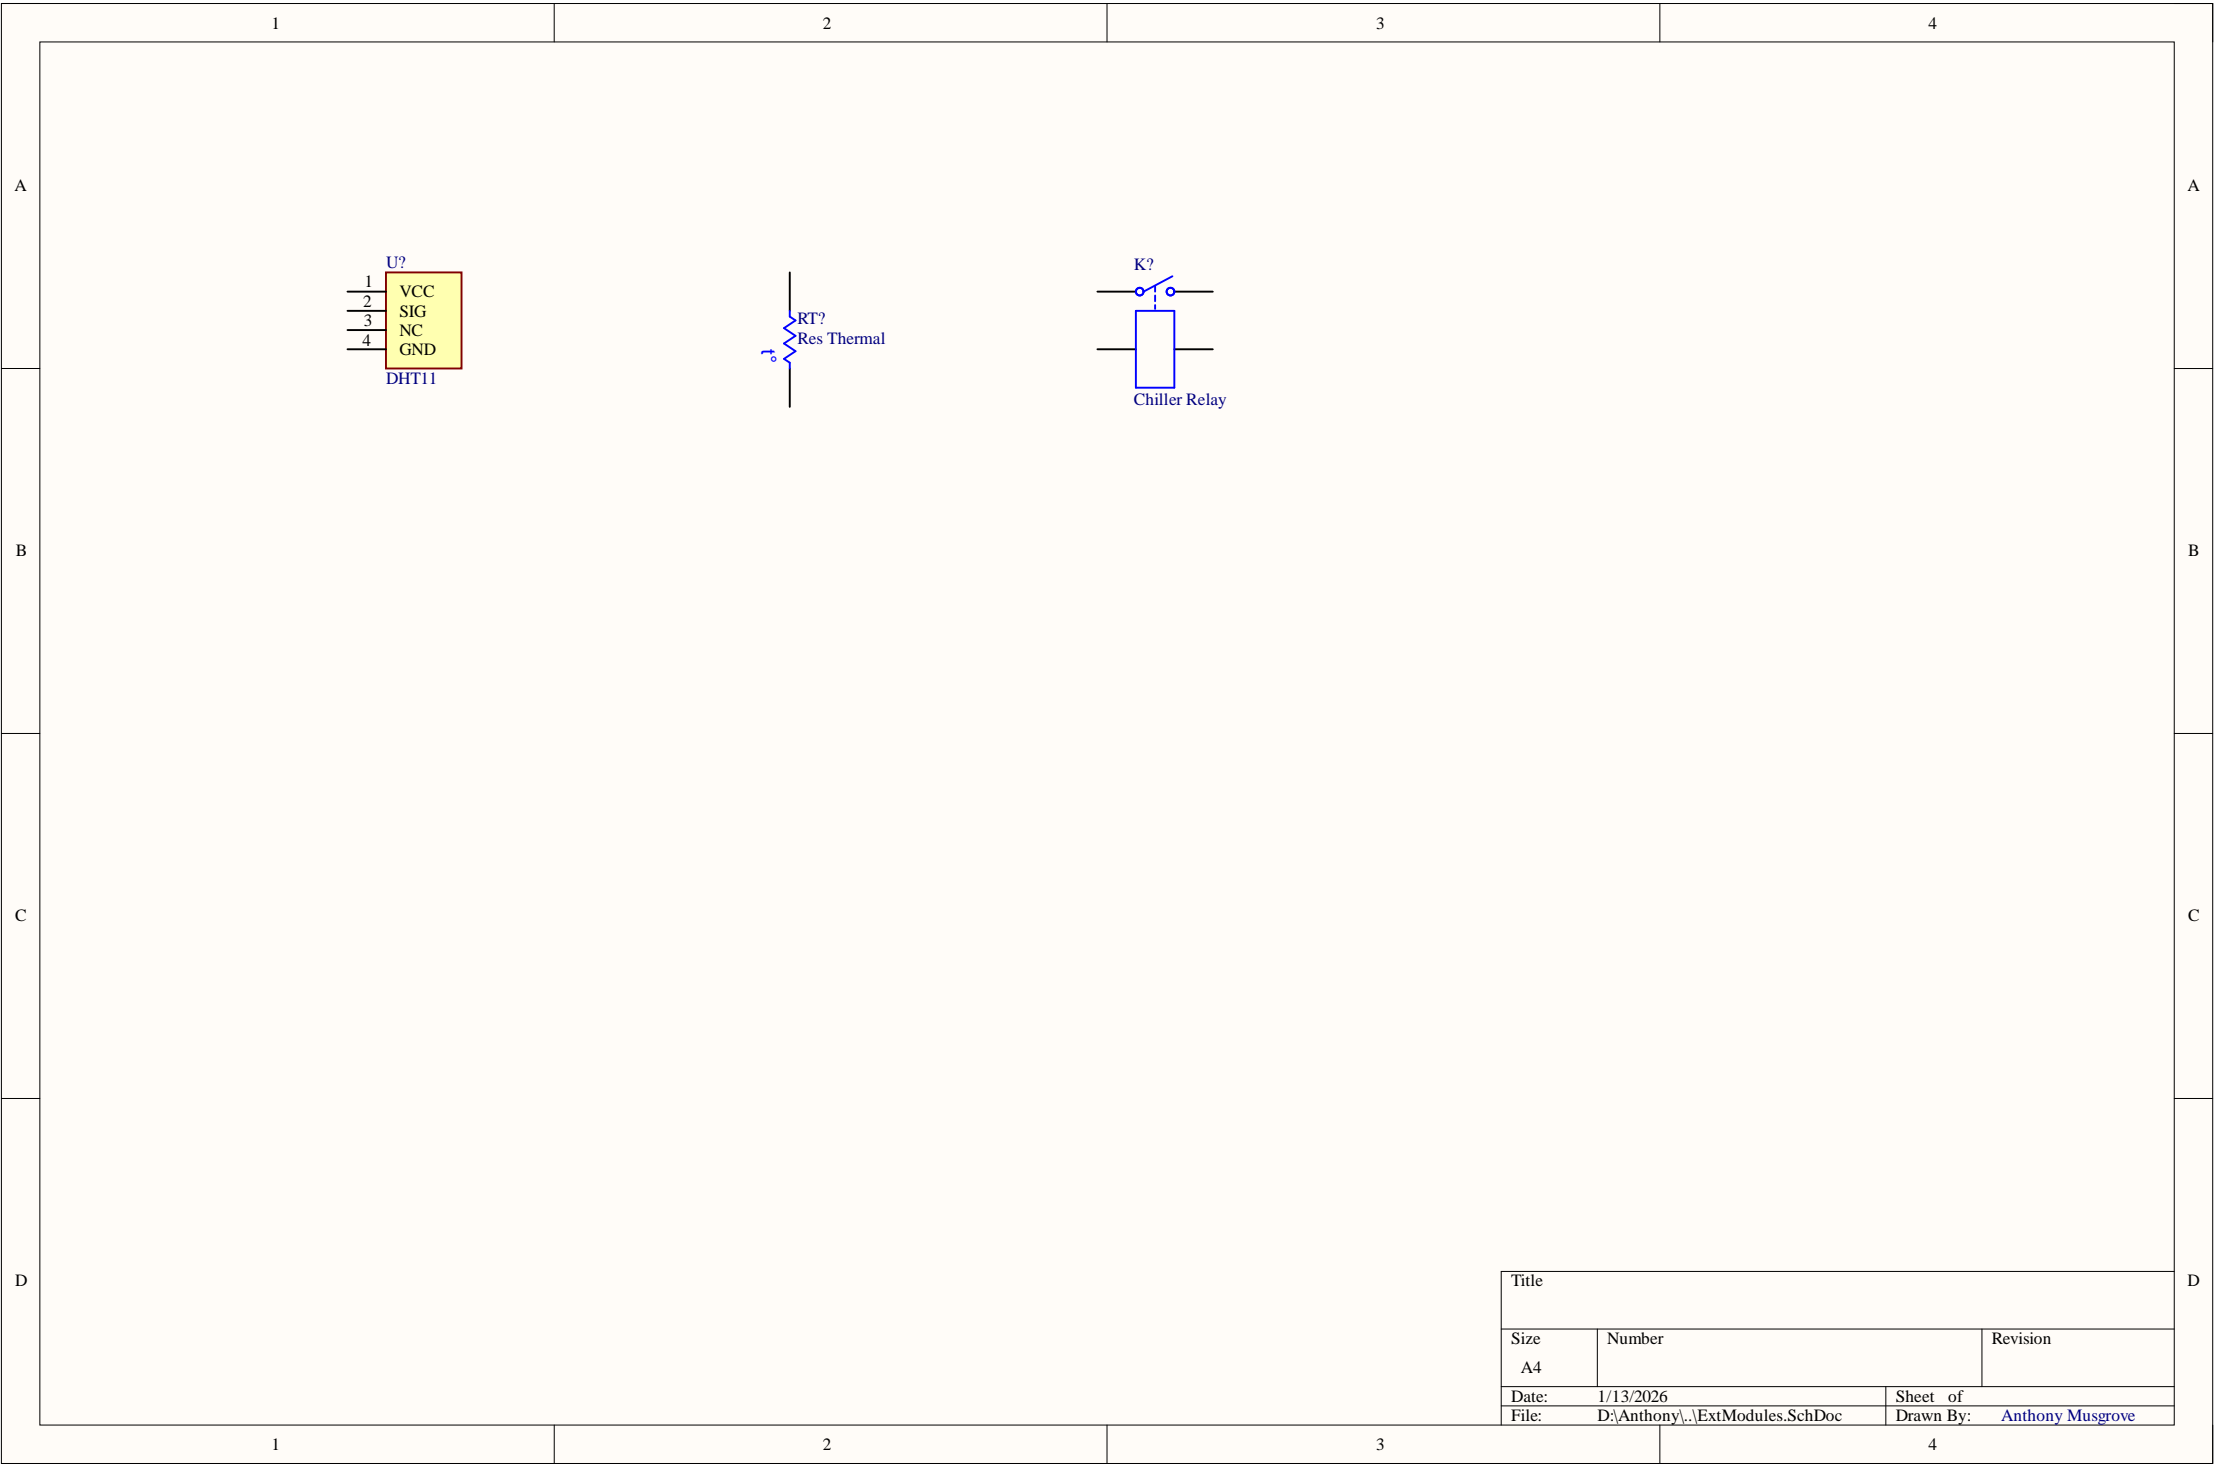 1 2 3 4
A A
U?
1 VCC
2 SIG
3 NC
4 GND
DHT11
RT?
Res Thermal
t°
K?
Chiller Relay
B B
C C
D D
Title
Size Number Revision
A4
Date: 1/13/2026 Sheet of
File: D:\Anthony\..\ExtModules.SchDoc Drawn By: Anthony Musgrove
1 2 3 4